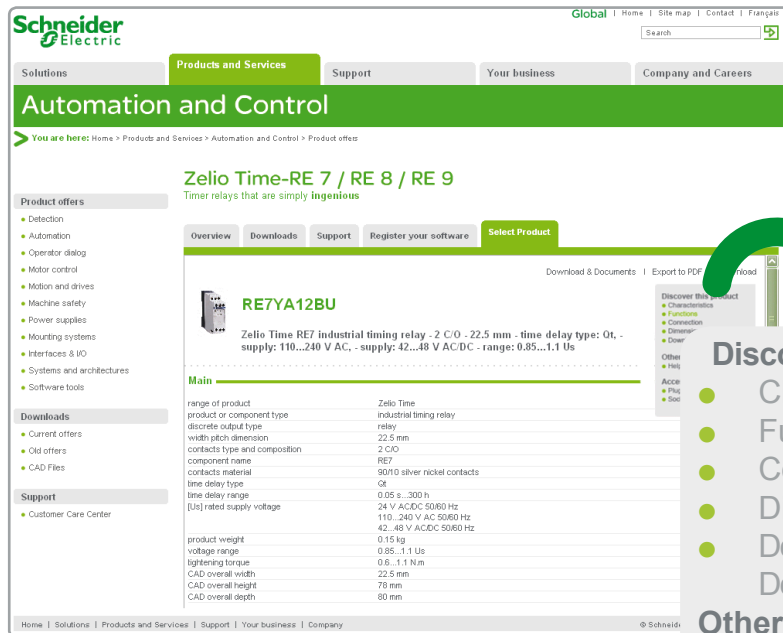 Global | Home | Site map | Contact | Français
Schneider
Electric
Search
Solutions
Products and Services
Support
Your business
Company and Careers
Automation and Control
You are here: Home > Products and Services > Automation and Control > Product offers
Zelio Time-RE 7 / RE 8 / RE 9
Timer relays that are simply ingenious
Product offers
Detection
Automation
Operator dialog
Motor control
Motion and drives
Machine safety
Power supplies
Mounting systems
Interfaces & I/O
Systems and architectures
Software tools
Downloads
Current offers
Old offers
CAD Files
Support
Customer Care Center
Overview
Downloads
Support
Register your software
Select Product
Download & Documents | Export to PDF
RE7YA12BU
Zelio Time RE7 industrial timing relay - 2 C/O - 22.5 mm - time delay type: Qt, -
supply: 110...240 V AC, - supply: 42...48 V AC/DC - range: 0.85...1.1 Us
Main
range of product Zelio Time
product or component type industrial timing relay
discrete output type relay
width pitch dimension 22.5 mm
contacts type and composition 2 C/O
component name RE7
contacts material 90/10 silver nickel contacts
time delay type Qt
time delay range 0.05 s...300 h
[Us] rated supply voltage 24 V AC/DC 50/60 Hz
110...240 V AC 50/60 Hz
42...48 V AC/DC 50/60 Hz
product weight 0.15 kg
voltage range 0.85...1.1 Us
tightening torque 0.6...1.1 N.m
CAD overall width 22.5 mm
CAD overall height 78 mm
CAD overall depth 80 mm
Discover this product
Characteristics
Functions
Connection
Other
Other
Home | Solutions | Products and Services | Support | Your business | Company